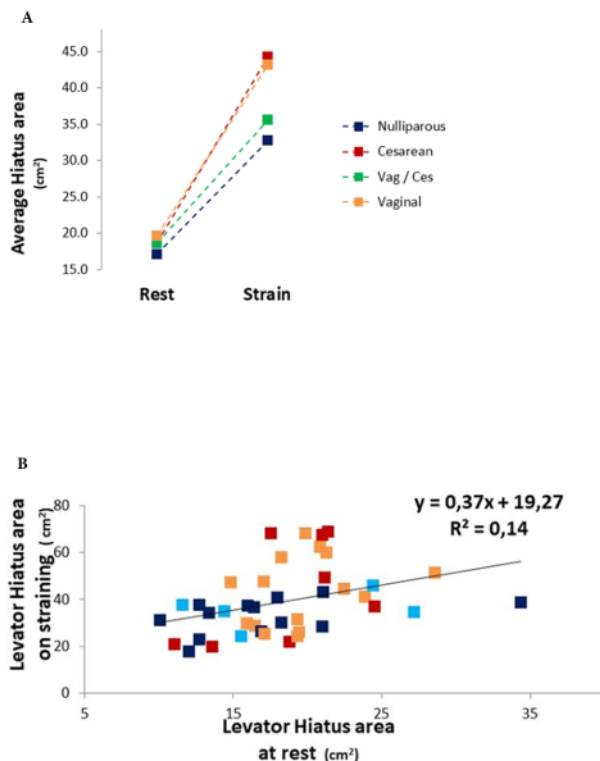 A
Average Hiatus area
(cm²)
45.0
40.0
35.0
30.0
25.0
20.0
15.0
Rest
Strain
Nulliparous
Cesarean
Vag / Ces
Vaginal
B
Levator Hiatus area
on straining (cm²)
80
60
40
20
0
y = 0,37x + 19,27
R² = 0,14
5
15
25
35
Levator Hiatus area
at rest (cm²)